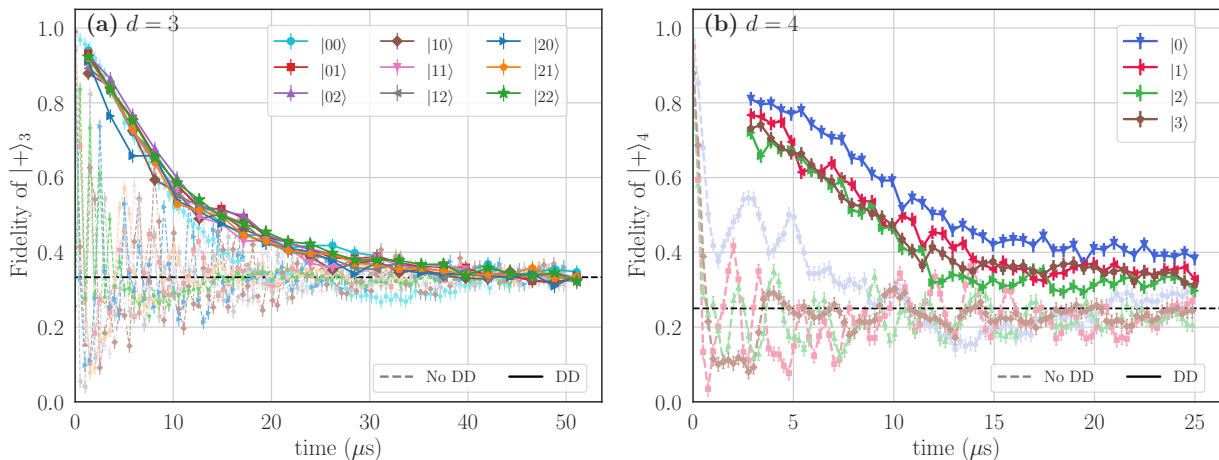 (a) d = 3
|00⟩ |10⟩ |20⟩
|01⟩ |11⟩ |21⟩
|02⟩ |12⟩ |22⟩
No DD DD
Fidelity of |+⟩₃
1.0
0.8
0.6
0.4
0.2
0.0
0 10 20 30 40 50
time (μs)
(b) d = 4
|0⟩
|1⟩
|2⟩
|3⟩
No DD DD
Fidelity of |+⟩₄
1.0
0.8
0.6
0.4
0.2
0.0
0 5 10 15 20 25
time (μs)